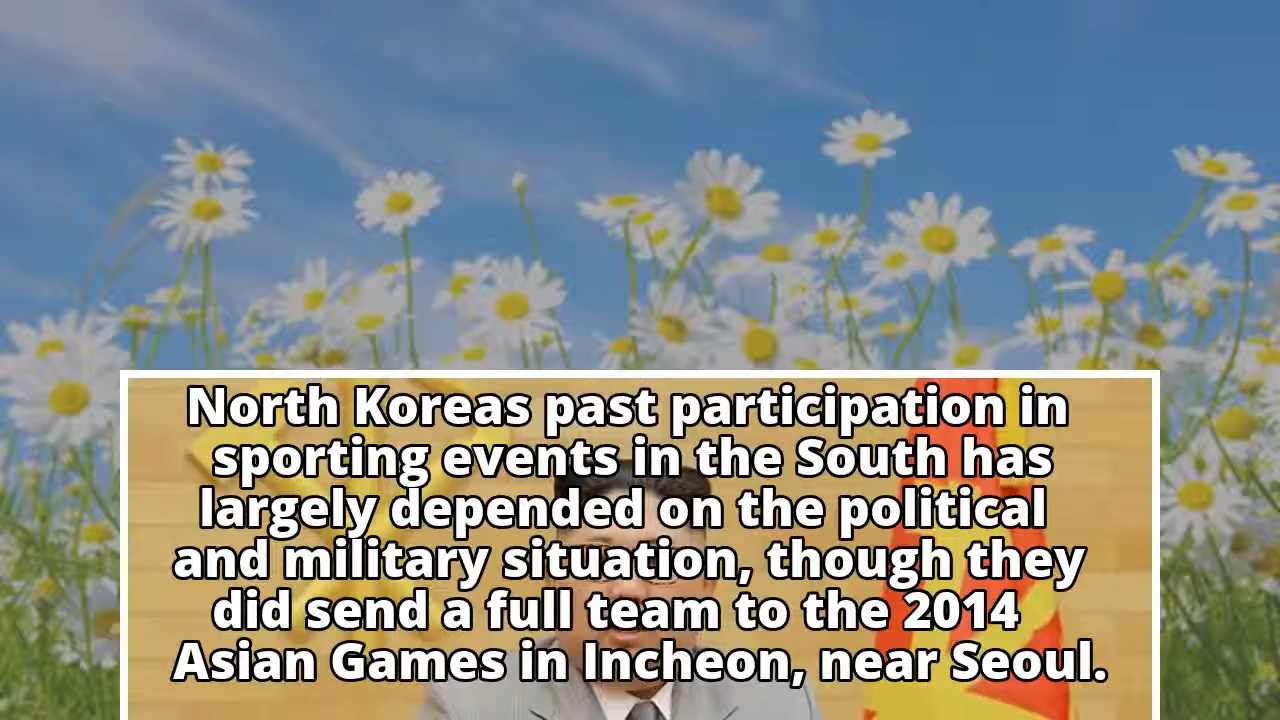 North Koreas past participation in
sporting events in the South has
largely depended on the political
and military situation, though they
did send a full team to the 2014
Asian Games in Incheon, near Seoul.